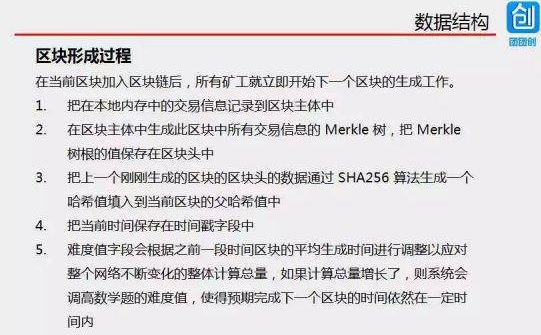 数据结构
创
团团创
区块形成过程
在当前区块加入区块链后，所有矿工就立即开始下一个区块的生成工作。
1. 把在本地内存中的交易信息记录到区块主体中
2. 在区块主体中生成此区块中所有交易信息的 Merkle 树，把 Merkle
树根的值保存在区块头中
3. 把上一个刚刚生成的区块的区块头的数据通过 SHA256 算法生成一个
哈希值填入到当前区块的父哈希值中
4. 把当前时间保存在时间戳字段中
5. 难度值字段会根据之前一段时间区块的平均生成时间进行调整以应对
整个网络不断变化的整体计算总量，如果计算总量增长了，则系统会
调高数学题的难度值，使得预期完成下一个区块的时间依然在一定时
间内